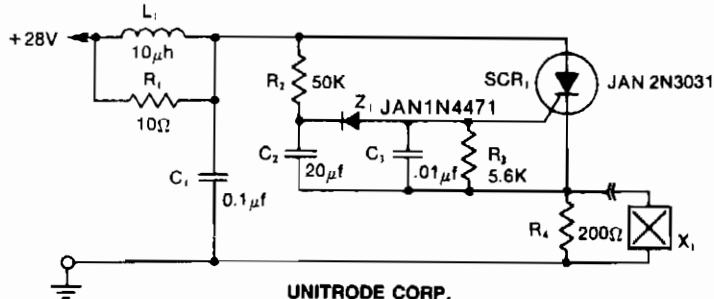 L₁
+28V
10μh
R₁
10Ω
C₁
0.1μf
R₂
50K
Z₁ JAN1N4471
C₂
20μf
C₃
.01μf
R₃
5.6K
SCR₁
JAN 2N3031
R₄
200Ω
X₁
UNITRODE CORP.